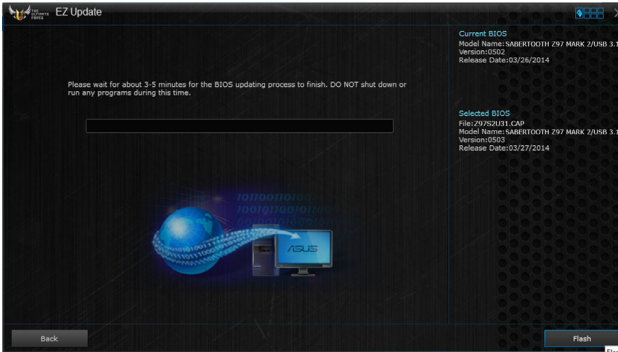 THE ULTIMATE FORCE
EZ Update
Current BIOS
Model Name: SABERTOOTH Z97 MARK 2/USB 3.1
Version:0502
Release Date:03/26/2014
Please wait for about 3-5 minutes for the BIOS updating process to finish. DO NOT shut down or
run any programs during this time.
Selected BIOS
File:Z97S2U31.CAP
Model Name: SABERTOOTH Z97 MARK 2/USB 3.1
Version:0503
Release Date:03/27/2014
ASUS
Back
Flash